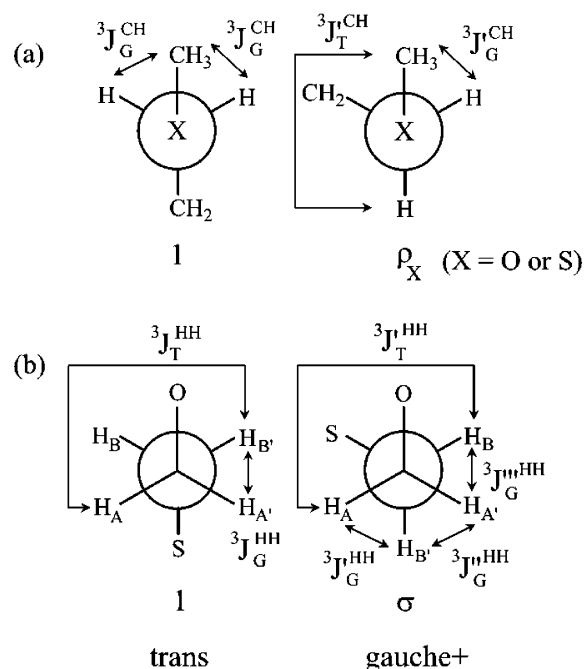 (a)
³J_G^CH ³J_G^CH ³J'_T^CH ³J'_G^CH
CH₃ CH₃
H H CH₂ H
X X
CH₂ H
1 ρ_X (X = O or S)
(b)
³J_T^HH ³J'_T^HH
O O
H_B H_B' S H_B
H_A H_A' H_A H_A' ³J'''_G^HH
S ³J_G^HH ³J'_G^HH H_B' ³J''_G^HH
1 σ
trans gauche+